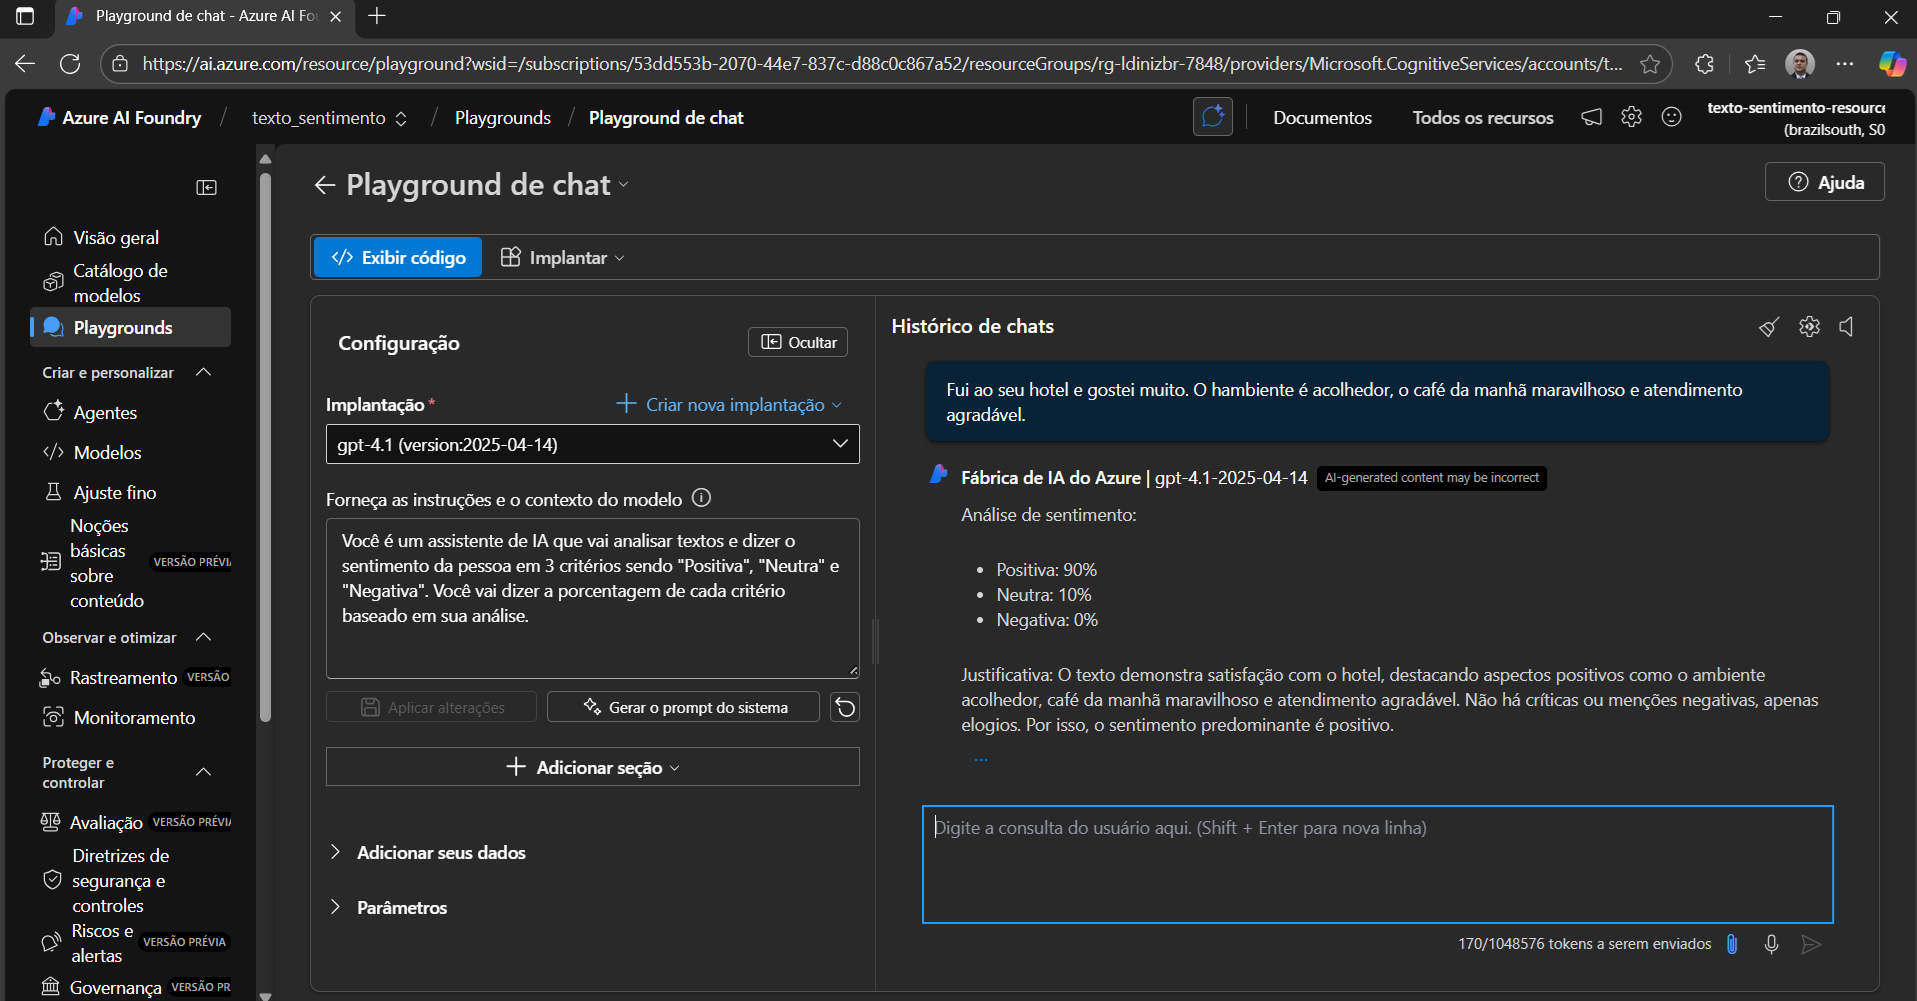 Playground de chat - Azure AI Fo
https://ai.azure.com/resource/playground?wsid=/subscriptions/53dd553b-2070-44e7-837c-d88c0c867a52/resourceGroups/rg-ldinizbr-7848/providers/Microsoft.CognitiveServices/accounts/t...
Azure AI Foundry / texto_sentimento / Playgrounds / Playground de chat
Documentos
Todos os recursos
texto-sentimento-resource
(brazilsouth, S0
Visão geral
Catálogo de
modelos
Playgrounds
Criar e personalizar
Agentes
Modelos
Ajuste fino
Noções
básicas
sobre
conteúdo
VERSÃO PRÉVI
Observar e otimizar
Rastreamento VERSÃO
Monitoramento
Proteger e
controlar
Avaliação VERSÃO PRÉVI
Diretrizes de
segurança e
controles
Riscos e
alertas
VERSÃO PRÉVIA
Governança VERSÃO PR
Playground de chat
Ajuda
Exibir código
Implantar
Configuração
Ocultar
Implantação*
Criar nova implantação
gpt-4.1 (version:2025-04-14)
Forneça as instruções e o contexto do modelo
Você é um assistente de IA que vai analisar textos e dizer o
sentimento da pessoa em 3 critérios sendo "Positiva", "Neutra" e
"Negativa". Você vai dizer a porcentagem de cada critério
baseado em sua análise.
Aplicar alterações
Gerar o prompt do sistema
Adicionar seção
Adicionar seus dados
Parâmetros
Histórico de chats
Fui ao seu hotel e gostei muito. O hambiente é acolhedor, o café da manhã maravilhoso e atendimento
agradável.
Fábrica de IA do Azure | gpt-4.1-2025-04-14 AI-generated content may be incorrect
Análise de sentimento:
• Positiva: 90%
• Neutra: 10%
• Negativa: 0%
Justificativa: O texto demonstra satisfação com o hotel, destacando aspectos positivos como o ambiente
acolhedor, café da manhã maravilhoso e atendimento agradável. Não há críticas ou menções negativas, apenas
elogios. Por isso, o sentimento predominante é positivo.
...
Digite a consulta do usuário aqui. (Shift + Enter para nova linha)
170/1048576 tokens a serem enviados